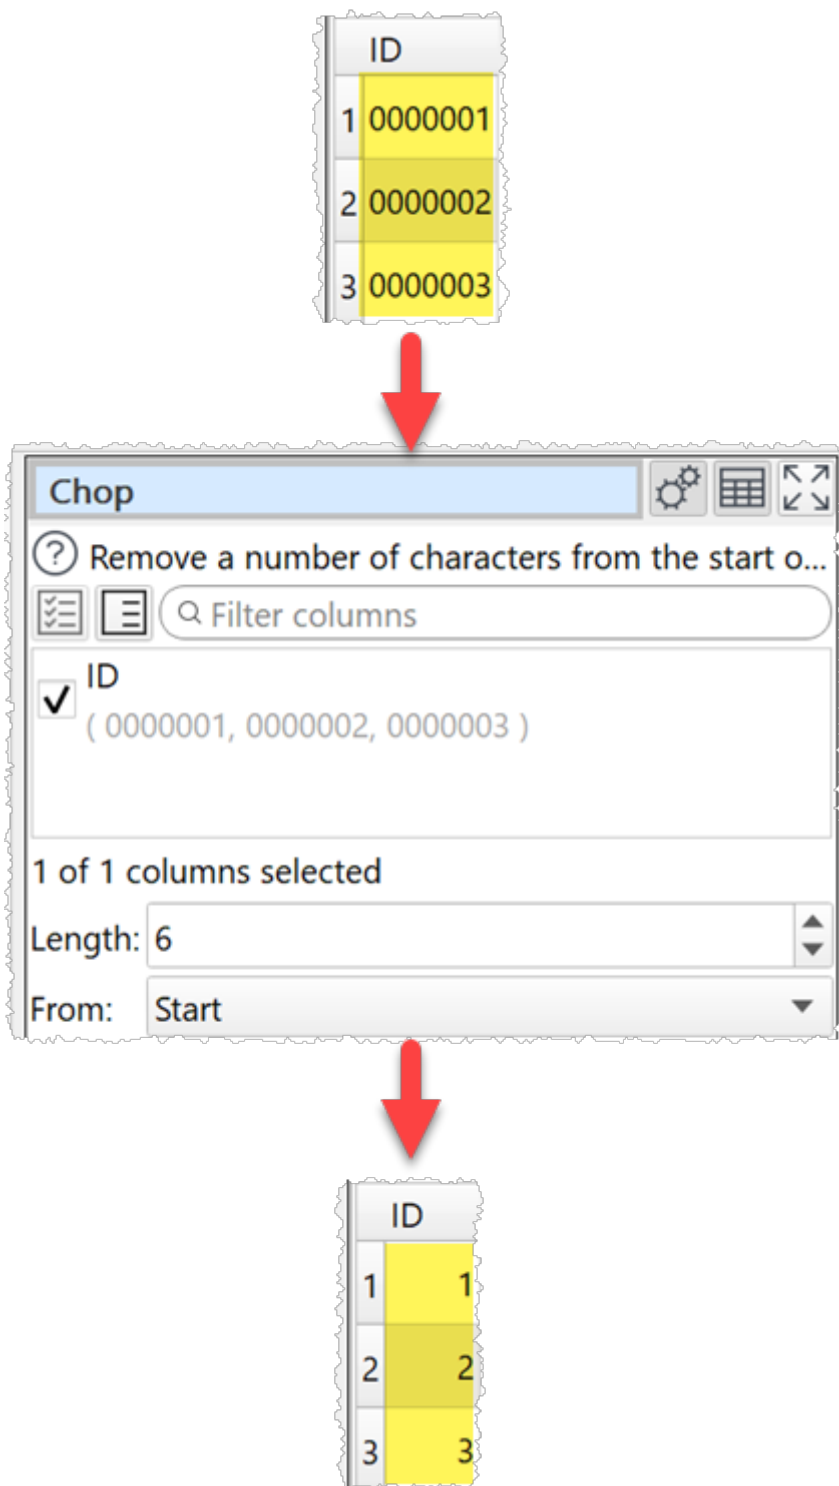 ID
1 0000001
2 0000002
3 0000003
Chop
? Remove a number of characters from the start o...
Filter columns
ID
( 0000001, 0000002, 0000003 )
1 of 1 columns selected
Length: 6
From: Start
ID
1 1
2 2
3 3